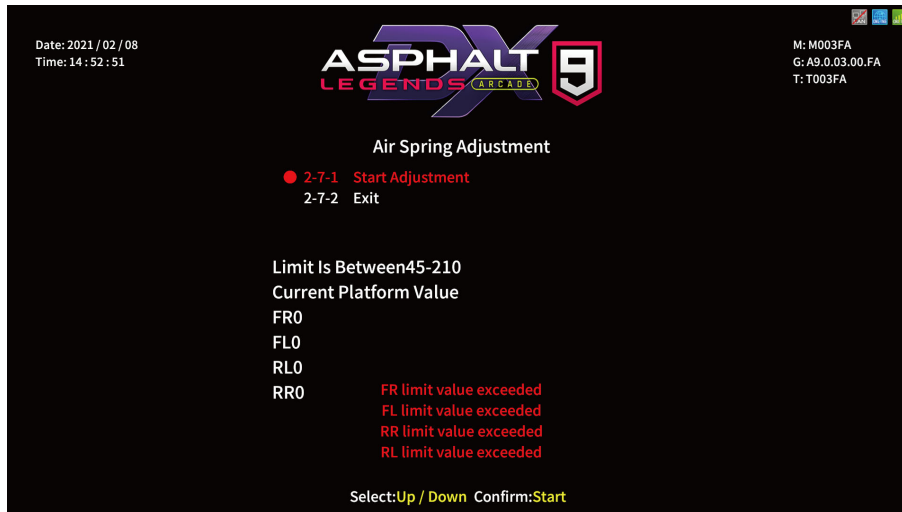 Date: 2021 / 02 / 08
Time: 14 : 52 : 51
ASPHALT 9
LEGENDS ARCADE
DX
M: M003FA
G: A9.0.03.00.FA
T: T003FA
Air Spring Adjustment
2-7-1 Start Adjustment
2-7-2 Exit
Limit Is Between45-210
Current Platform Value
FR0
FL0
RL0
RR0
FR limit value exceeded
FL limit value exceeded
RR limit value exceeded
RL limit value exceeded
Select:Up / Down Confirm:Start